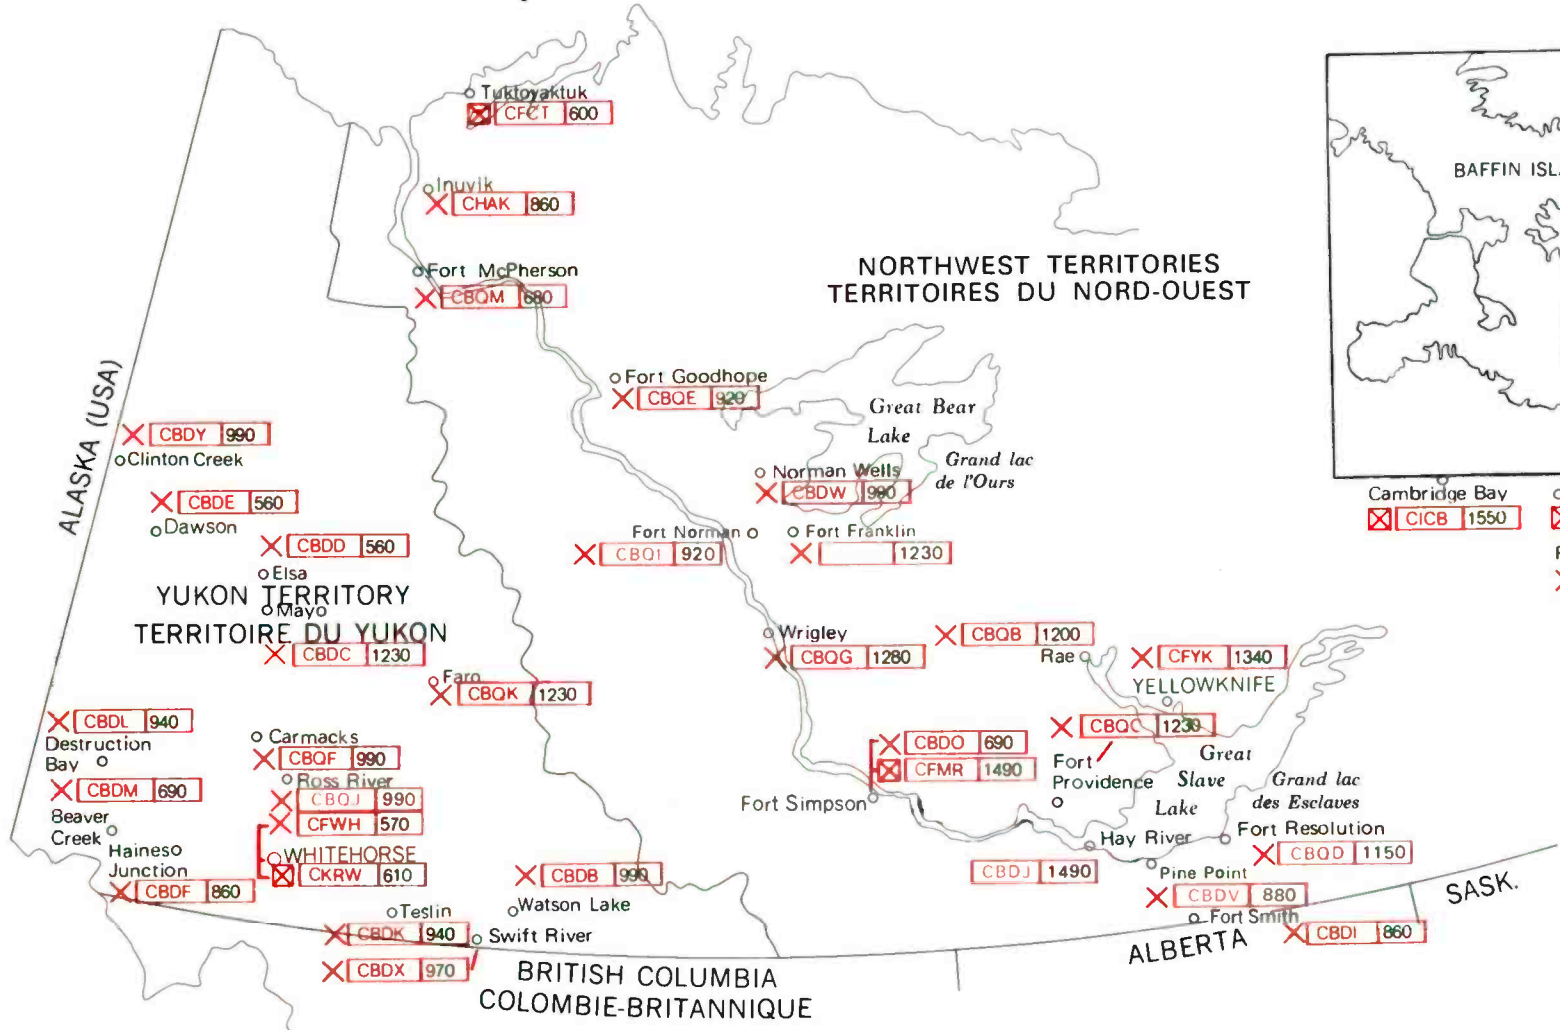 Tuktoyaktuk
CFCT 600
Inuvik
CHAK 860
Fort McPherson
CBQM 680
NORTHWEST TERRITORIES
TERRITOIRES DU NORD-OUEST
BAFFIN ISL
Fort Goodhope
CBQE 920
Great Bear
Lake
Grand lac
de l'Ours
ALASKA (USA)
CBDY 990
Clinton Creek
CBDE 560
Dawson
CBDD 560
Elsa
Norman Wells
CBDW 990
Fort Norman
CBQI 920
Fort Franklin
1230
Cambridge Bay
CICB 1550
YUKON TERRITORY
Mayo
TERRITOIRE DU YUKON
CBDC 1230
Faro
CBQK 1230
Wrigley
CBQG 1280
CBQB 1200
Rae
CFYK 1340
YELLOWKNIFE
CBQC 1230
Fort
Providence
Great
Slave
Lake
Grand lac
des Esclaves
CBDL 940
Destruction
Bay
CBDM 690
Beaver
Creek
Carmacks
CBQF 990
Ross River
CBQJ 990
CFWH 570
WHITEHORSE
CKRW 610
Haines
Junction
CBDF 860
CBDO 690
CFMR 1490
Fort Simpson
Hay River
CBDJ 1490
Fort Resolution
CBQD 1150
Pine Point
CBDV 880
Fort Smith
CBDI 860
CBDB 990
Watson Lake
Teslin
CBDK 940
Swift River
CBDX 970
BRITISH COLUMBIA
COLOMBIE-BRITANNIQUE
ALBERTA
SASK.